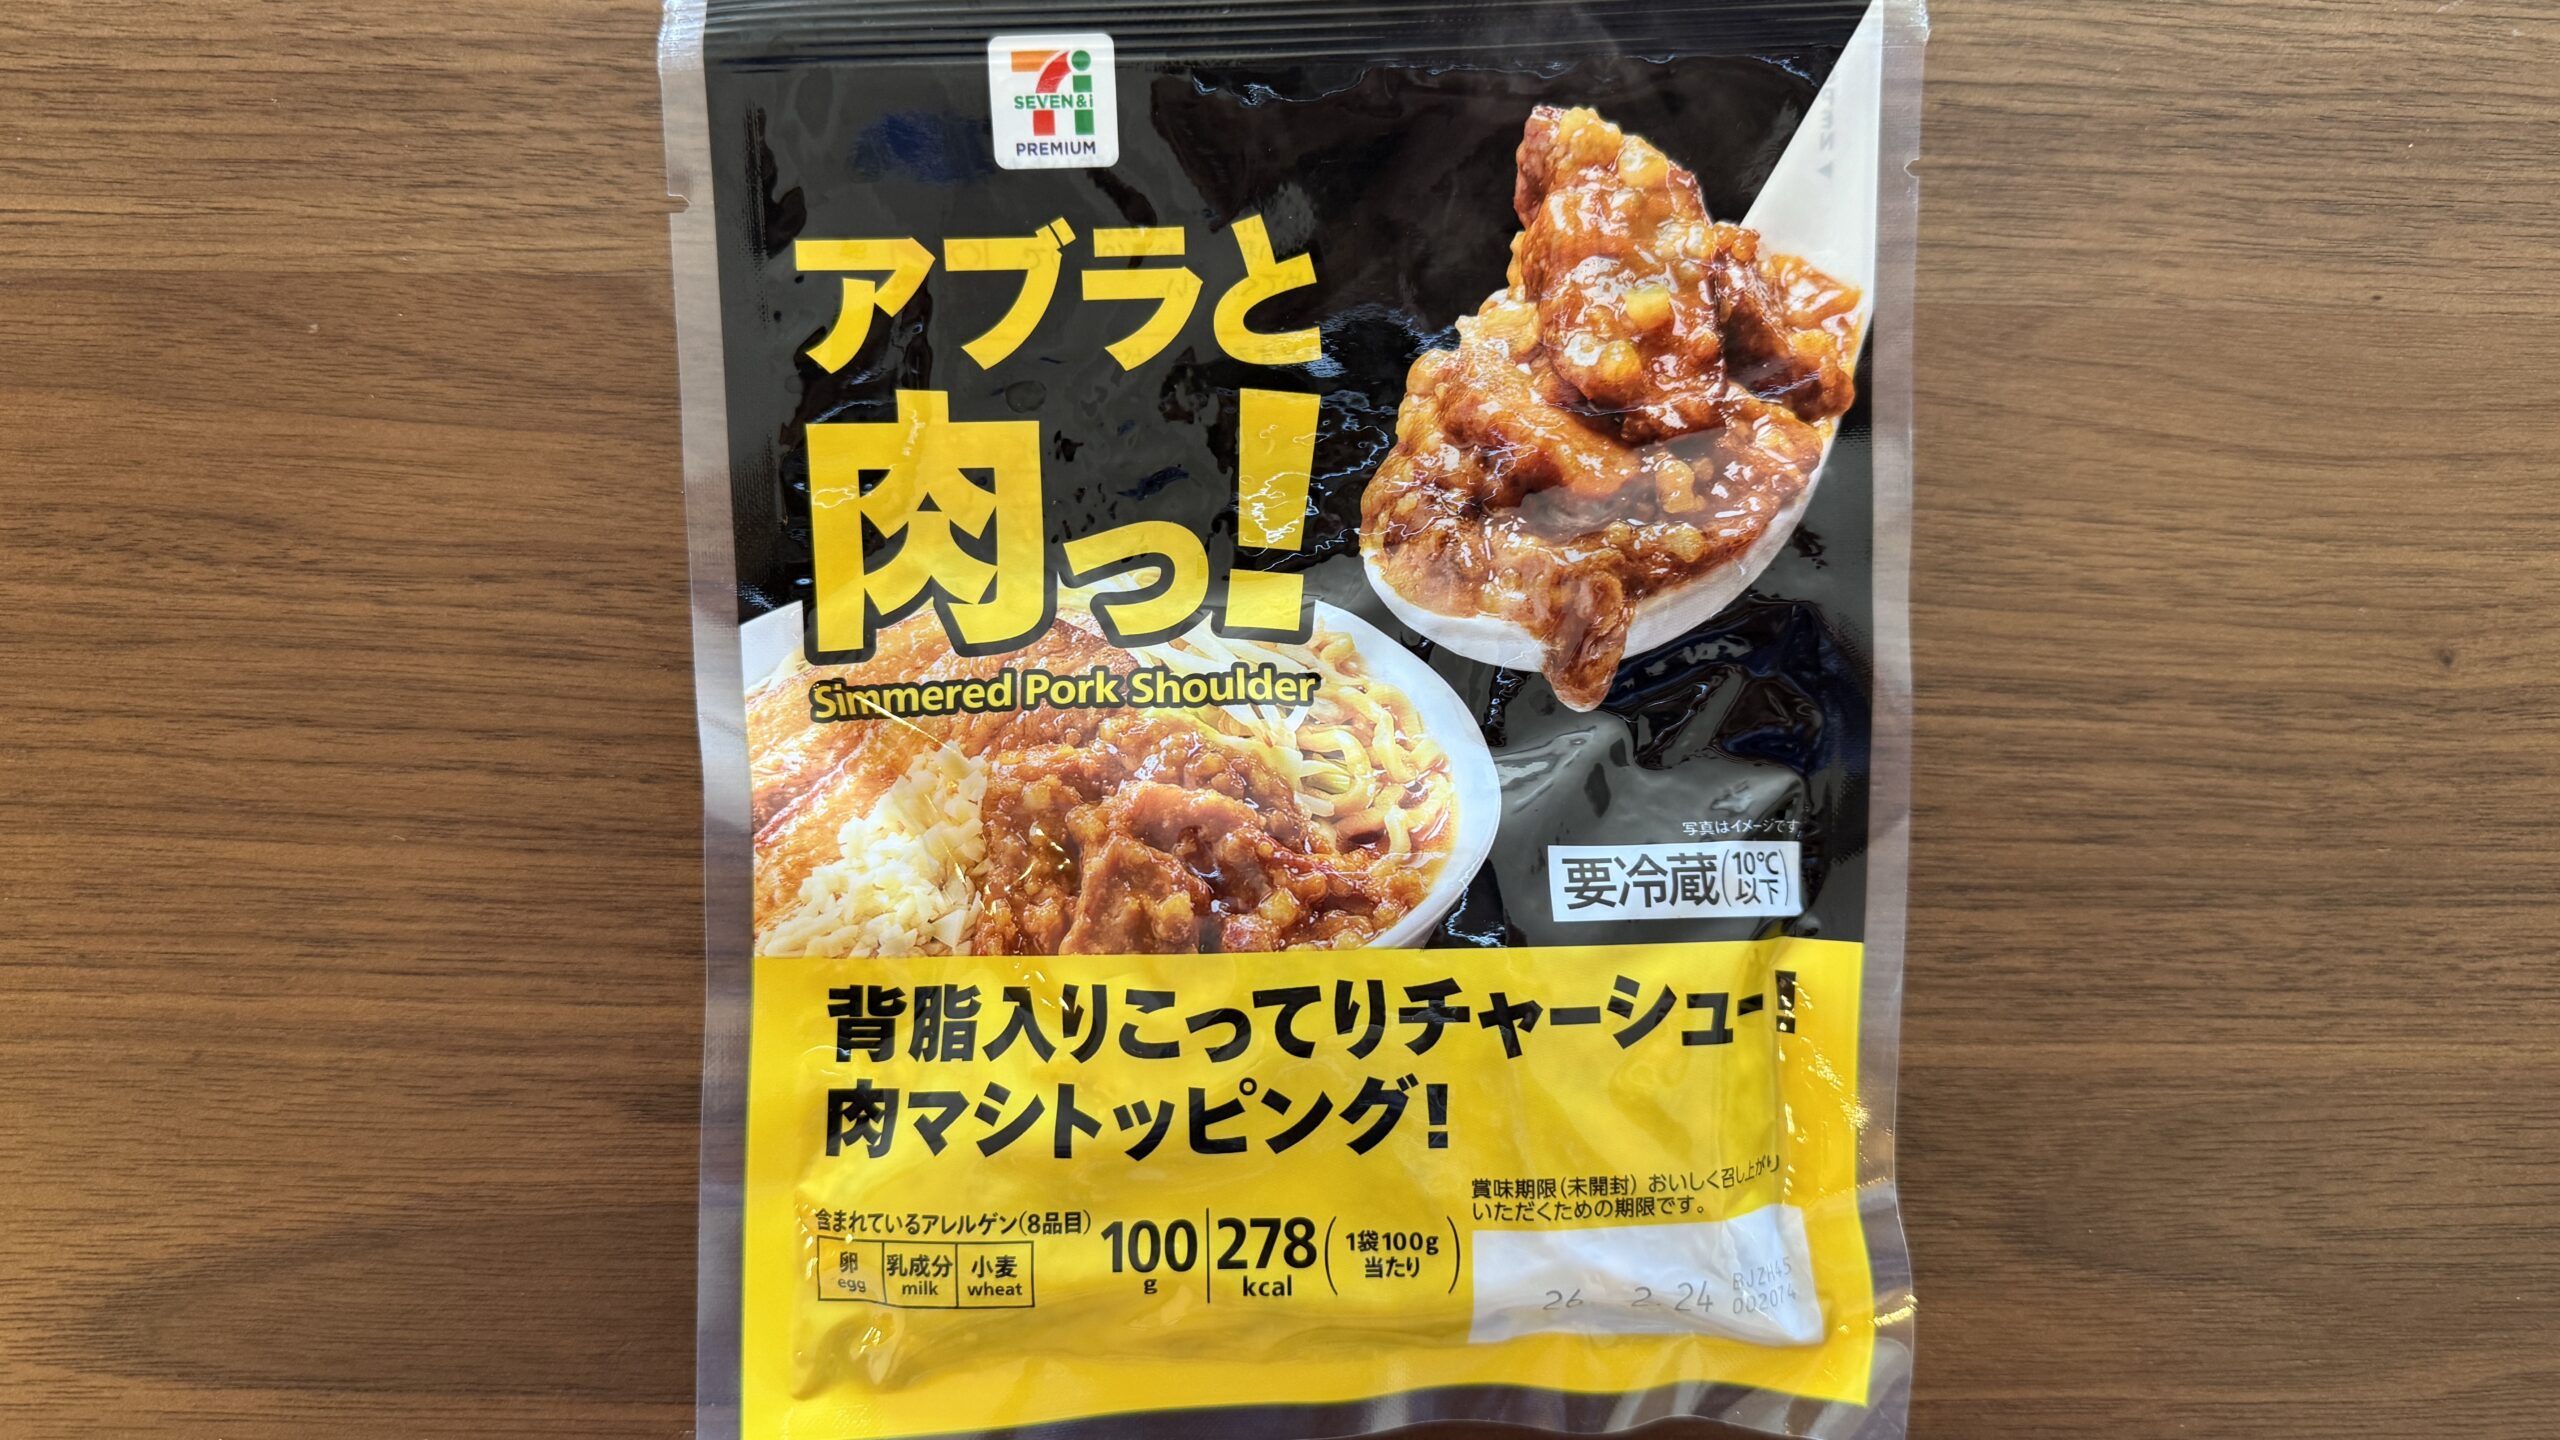 SEVEN&i
PREMIUM
アブラと
肉っ!
Simmered Pork Shoulder
写真はイメージです
要冷蔵(10℃以下)
背脂入りこってりチャーシュー!
肉マシトッピング!
賞味期限(未開封) おいしく召し上がり
いただくための期限です。
含まれているアレルゲン(8品目)
卵 乳成分 小麦
egg milk wheat
100g
278kcal
(1袋100g当たり)
26 2.24